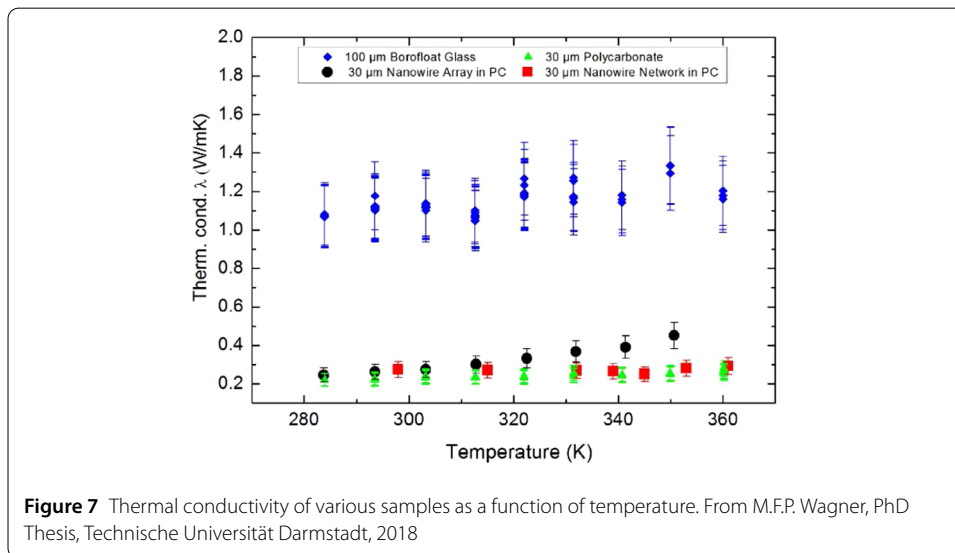 2.0
100 μm Borofloat Glass
30 μm Polycarbonate
30 μm Nanowire Array in PC
30 μm Nanowire Network in PC
1.8
1.6
1.4
1.2
1.0
0.8
0.6
0.4
0.2
Therm. cond. λ (W/mK)
280 300 320 340 360
Temperature (K)
Figure 7 Thermal conductivity of various samples as a function of temperature. From M.F.P. Wagner, PhD
Thesis, Technische Universität Darmstadt, 2018